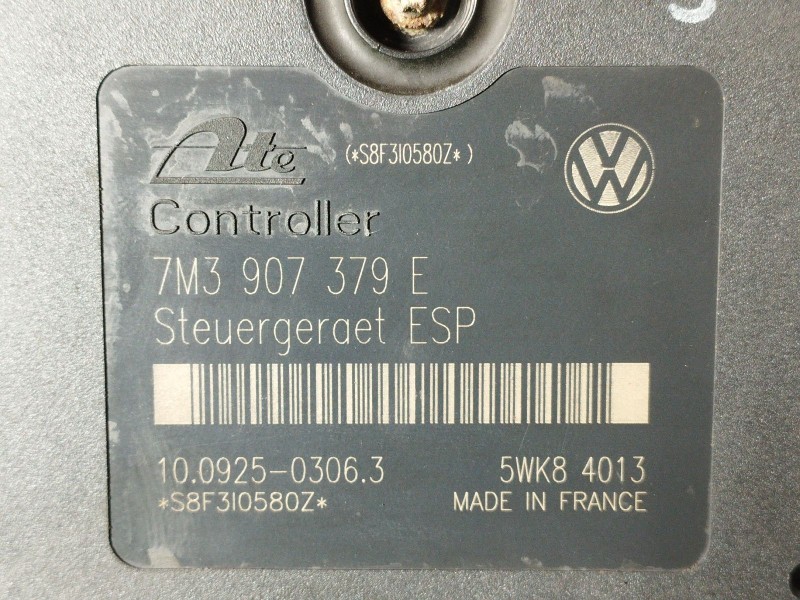 Ate
(*S8F310580Z*)
Controller
7M3 907 379 E
Steuergeraet ESP
10.0925-0306.3
5WK8 4013
*S8F310580Z*
MADE IN FRANCE